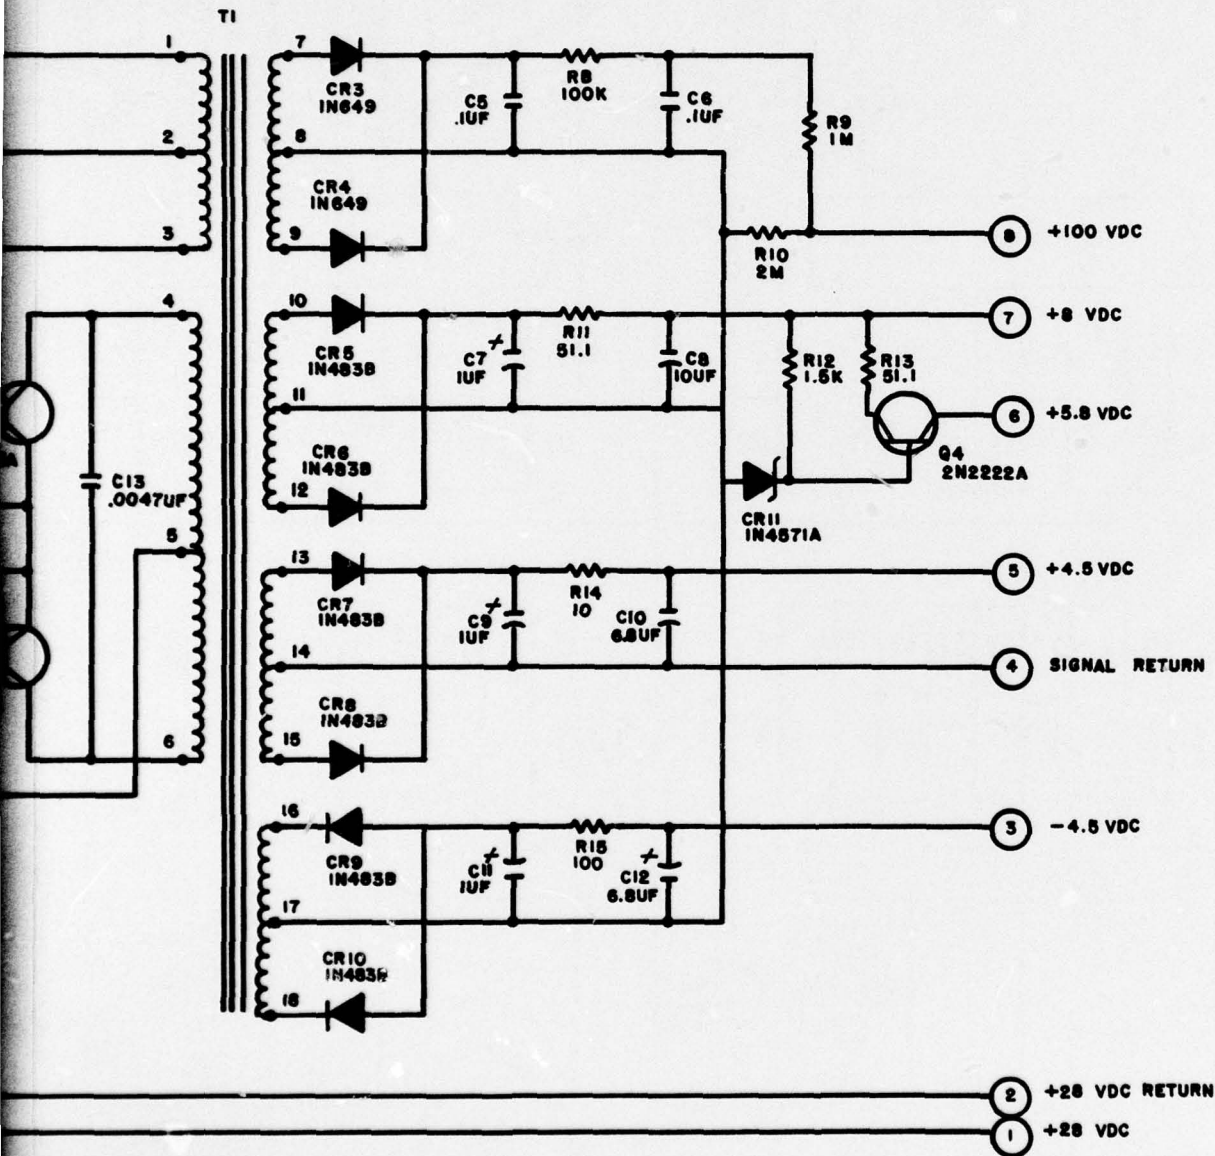 T1
1
7
CR3
1N649
R8
100K
C5
.1UF
C6
.1UF
R9
1M
2
8
CR4
1N649
3
9
8 +100 VDC
R10
2M
4
10
7 +8 VDC
CR5
1N483B
R11
51.1
C7
+
1UF
C8
10UF
R12
1.5K
R13
51.1
11
6 +5.8 VDC
CR6
1N483B
Q4
2N2222A
C13
.0047UF
12
CR11
1N4571A
5
13
5 +4.5 VDC
CR7
1N483B
R14
10
C9
+
1UF
C10
6.8UF
14
4 SIGNAL RETURN
CR8
1N483B
6
15
16
3 -4.5 VDC
CR9
1N483B
R15
100
C11
+
1UF
C12
+
6.8UF
17
CR10
18
2 +28 VDC RETURN
1 +28 VDC